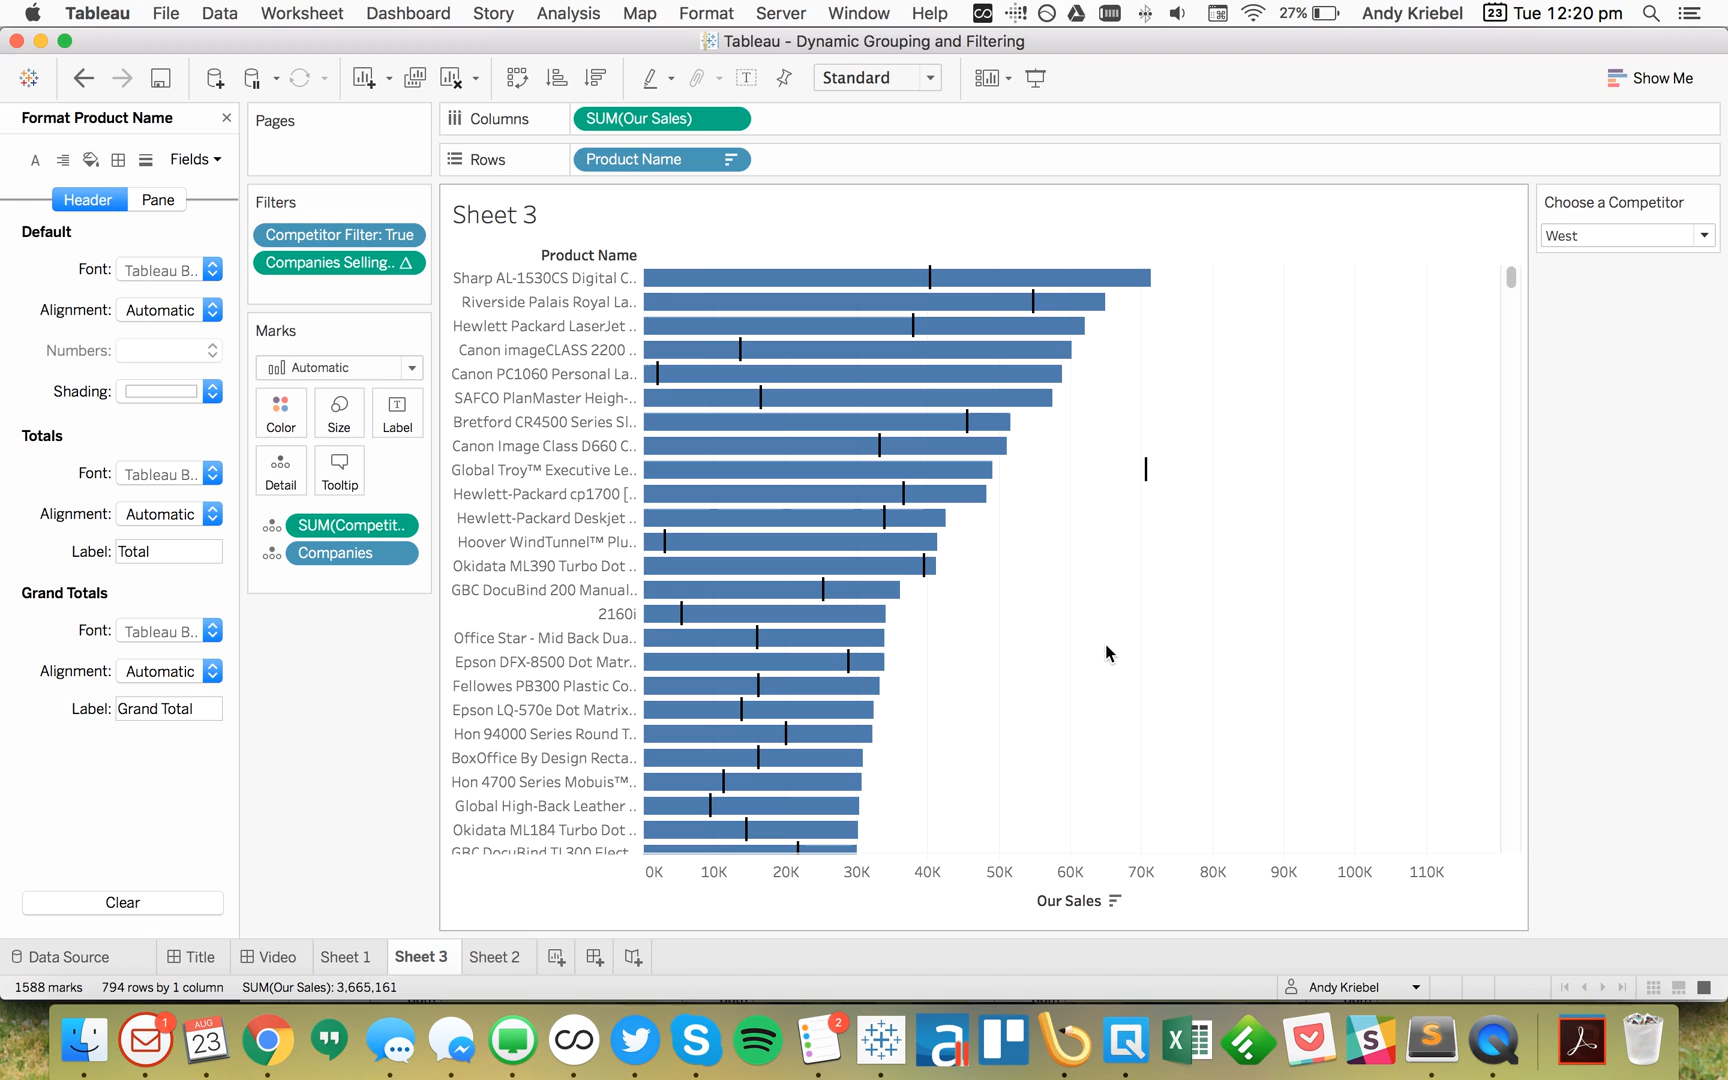 Tableau File Data Worksheet Dashboard Story Analysis Map Format Server Window Help 27% Andy Kriebel 23 Tue 12:20 pm
Tableau - Dynamic Grouping and Filtering
Standard
Show Me
Format Product Name
Fields
Header Pane
Default
Font: Tableau B..
Alignment: Automatic
Numbers:
Shading:
Totals
Font: Tableau B..
Alignment: Automatic
Label: Total
Grand Totals
Font: Tableau B..
Alignment: Automatic
Label: Grand Total
Clear
Pages
Filters
Competitor Filter: True
Companies Selling..
Marks
Automatic
Color Size Label
Detail Tooltip
SUM(Competit..
Companies
Columns SUM(Our Sales)
Rows Product Name
Sheet 3
Product Name
Sharp AL-1530CS Digital C..
Riverside Palais Royal La..
Hewlett Packard LaserJet ..
Canon imageCLASS 2200 ..
Canon PC1060 Personal La..
SAFCO PlanMaster Heigh-..
Bretford CR4500 Series Sl..
Canon Image Class D660 C..
Global Troy™ Executive Le..
Hewlett-Packard cp1700 [..
Hewlett-Packard Deskjet ..
Hoover WindTunnel™ Plu..
Okidata ML390 Turbo Dot ..
GBC DocuBind 200 Manual..
2160i
Office Star - Mid Back Dua..
Epson DFX-8500 Dot Matr..
Fellowes PB300 Plastic Co..
Epson LQ-570e Dot Matrix..
Hon 94000 Series Round T..
BoxOffice By Design Recta..
Hon 4700 Series Mobuis™..
Global High-Back Leather ..
Okidata ML184 Turbo Dot ..
GBC DocuBind TL300 Elect..
0K 10K 20K 30K 40K 50K 60K 70K 80K 90K 100K 110K
Our Sales
Choose a Competitor
West
Data Source Title Video Sheet 1 Sheet 3 Sheet 2
1588 marks 794 rows by 1 column SUM(Our Sales): 3,665,161 Andy Kriebel
1
AUG
23
2